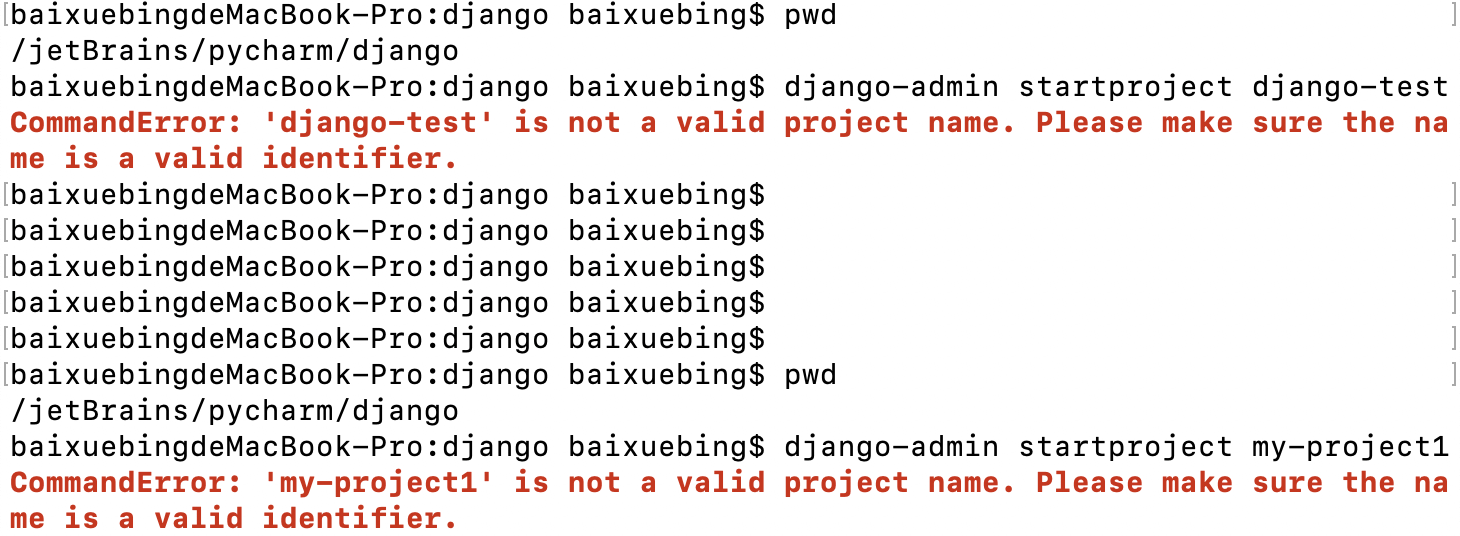 [baixuebingdeMacBook-Pro:django baixuebing$ pwd ]
/jetBrains/pycharm/django
baixuebingdeMacBook-Pro:django baixuebing$ django-admin startproject django-test
CommandError: 'django-test' is not a valid project name. Please make sure the na
me is a valid identifier.
[baixuebingdeMacBook-Pro:django baixuebing$ ]
[baixuebingdeMacBook-Pro:django baixuebing$ ]
[baixuebingdeMacBook-Pro:django baixuebing$ ]
[baixuebingdeMacBook-Pro:django baixuebing$ ]
[baixuebingdeMacBook-Pro:django baixuebing$ ]
[baixuebingdeMacBook-Pro:django baixuebing$ pwd ]
/jetBrains/pycharm/django
baixuebingdeMacBook-Pro:django baixuebing$ django-admin startproject my-project1
CommandError: 'my-project1' is not a valid project name. Please make sure the na
me is a valid identifier.